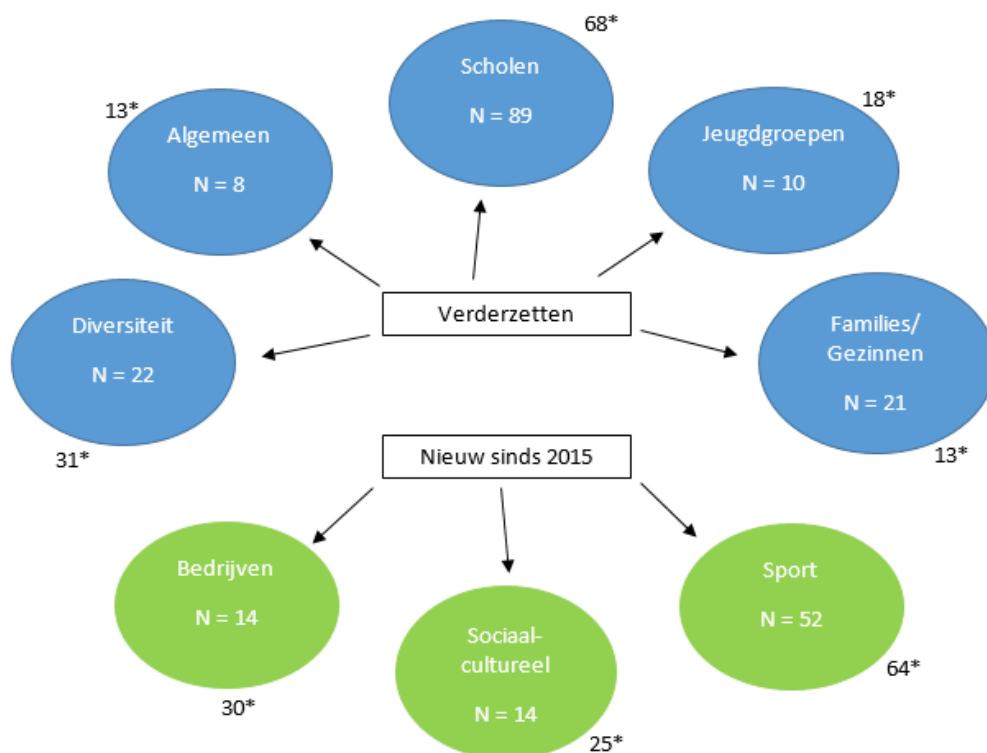 68*
Scholen
N = 89
13*
Algemeen
N = 8
18*
Jeugdgroepen
N = 10
Verderzetten
Diversiteit
N = 22
31*
Families/
Gezinnen
N = 21
13*
Nieuw sinds 2015
Bedrijven
N = 14
30*
Sociaal-
cultureel
N = 14
25*
Sport
N = 52
64*